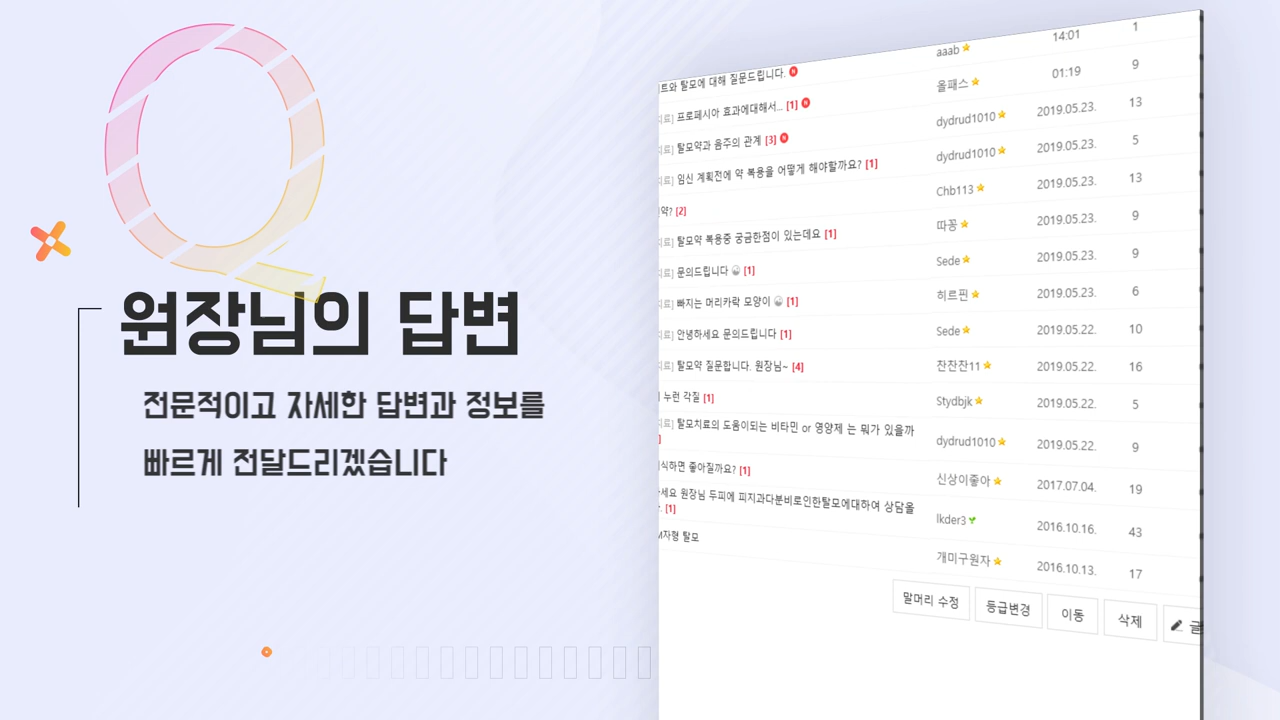 Q
원장님의 답변
전문적이고 자세한 답변과 정보를
빠르게 전달드리겠습니다
트와 탈모에 대해 질문드립니다. N aaab 14:01 1
료] 프로페시아 효과에대해서... [1] N 올패스 01:19 9
료] 탈모약과 음주의 관계 [3] N dydrud1010 2019.05.23. 13
료] 임신 계획전에 약 복용을 어떻게 해야할까요? [1] dydrud1010 2019.05.23. 5
약? [2] Chb113 2019.05.23. 13
료] 탈모약 복용중 궁금한점이 있는데요 [1] 따꽁 2019.05.23. 9
료] 문의드립니다 [1] Sede 2019.05.23. 9
료] 빠지는 머리카락 모양이 [1] 히르핀 2019.05.23. 6
료] 안녕하세요 문의드립니다 [1] Sede 2019.05.22. 10
료] 탈모약 질문합니다. 원장님~ [4] 잔잔잔11 2019.05.22. 16
누런 각질 [1] Stydbjk 2019.05.22. 5
료] 탈모치료의 도움이되는 비타민 or 영양제 는 뭐가 있을까 dydrud1010 2019.05.22. 9
]
식하면 좋아질까요? [1] 신상이좋아 2017.07.04. 19
세요 원장님 두피에 피지과다분비로인한탈모에대하여 상담을 lkder3 2016.10.16. 43
. [1]
M자형 탈모 개미구원자 2016.10.13. 17
말머리 수정 등급변경 이동 삭제 글